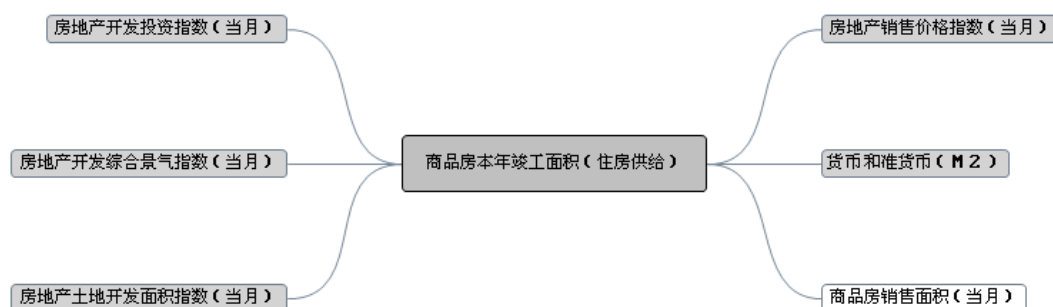 房地产开发投资指数（当月）
房地产销售价格指数（当月）
房地产开发综合景气指数（当月）
商品房本年竣工面积（住房供给）
货币和准货币（M2）
房地产土地开发面积指数（当月）
商品房销售面积（当月）